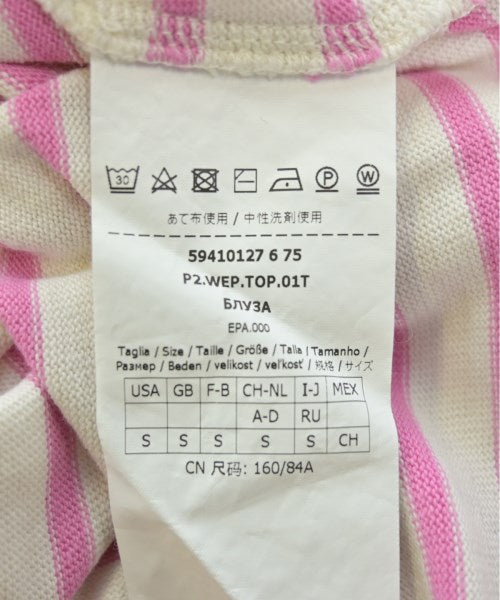 30 P W
あて布使用 / 中性洗剤使用
59410127 6 75
P2.WEP.TOP.01T
БЛУЗА
EPA.000
Taglia / Size / Taille / Größe / Talla / Tamanho /
Размер / Beden / velikost / veľkosť / 规格 / サイズ
USA GB F-B CH-NL I-J MEX
A-D RU
S S S S S CH
CN 尺码: 160/84A